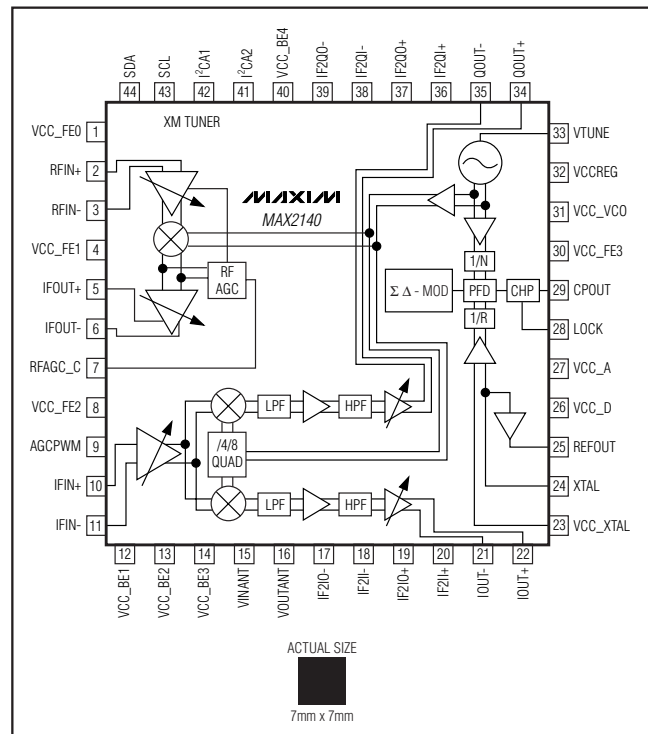 SDA
SCL
I²CA1
I²CA2
VCC_BE4
IF2QO-
IF2QI-
IF2QO+
IF2QI+
QOUT-
QOUT+
44 43 42 41 40 39 38 37 36 35 34
XM TUNER
MAXIM
MAX2140
VCC_FE0 1
RFIN+ 2
RFIN- 3
VCC_FE1 4
IFOUT+ 5
IFOUT- 6
RFAGC_C 7
VCC_FE2 8
AGCPWM 9
IFIN+ 10
IFIN- 11
RF
AGC
LPF
HPF
/4/8
QUAD
LPF
HPF
1/N
Σ Δ - MOD
PFD
CHP
1/R
33 VTUNE
32 VCCREG
31 VCC_VCO
30 VCC_FE3
29 CPOUT
28 LOCK
27 VCC_A
26 VCC_D
25 REFOUT
24 XTAL
23 VCC_XTAL
12 13 14 15 16 17 18 19 20 21 22
VCC_BE1
VCC_BE2
VCC_BE3
VINANT
VOUTANT
IF2IO-
IF2II-
IF2IO+
IF2II+
IOUT-
IOUT+
ACTUAL SIZE
7mm x 7mm